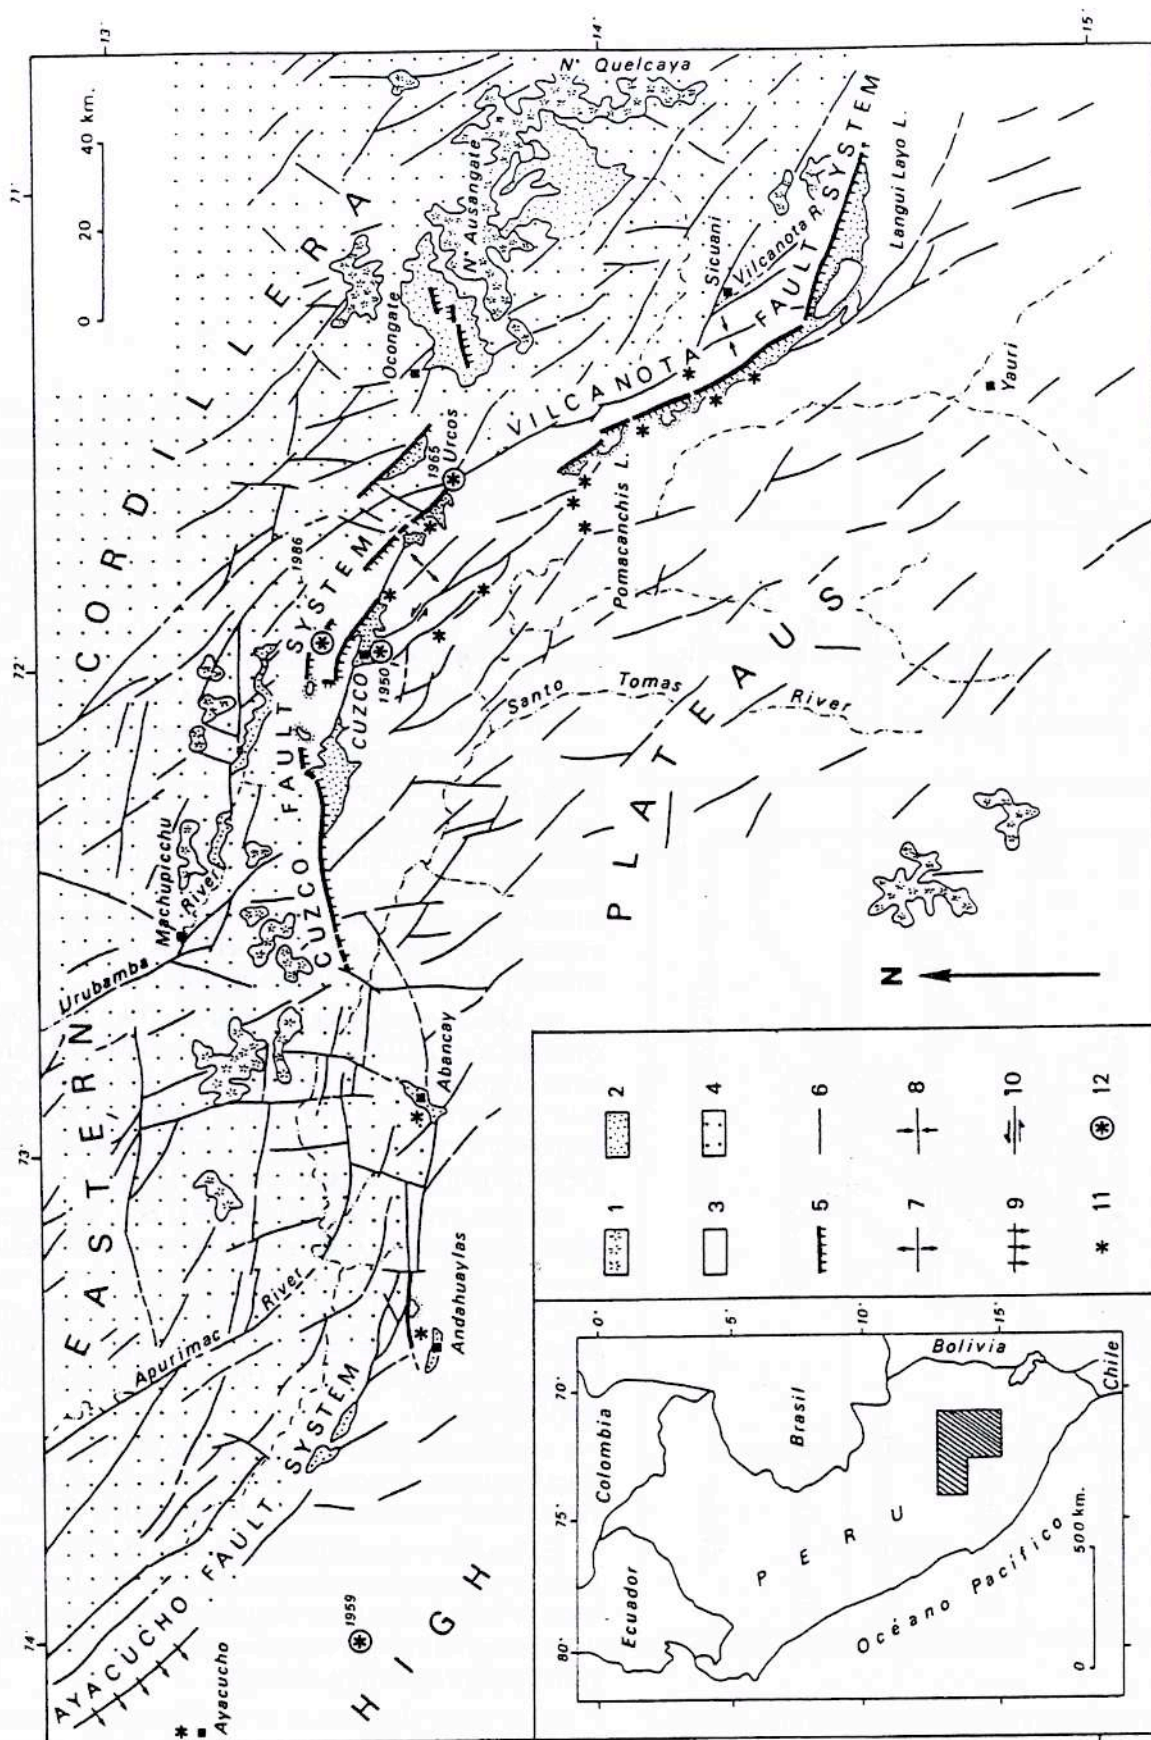 74˚
73˚
72˚
71˚
13˚
14˚
15˚
0 20 40 km.
EASTERN CORDILLERA
HIGH PLATEAUS
AYACUCHO FAULT SYSTEM
CUZCO FAULT SYSTEM
VILCANOTA FAULT SYSTEM
Ayacucho
1959
Apurimac River
Andahuaylas
Abancay
Urubamba River
Machupicchu
CUZCO
1950
1986
1965
Urcos
Ocongate
Nº Ausangate
Nº Quelcaya
Sicuani
Vilcanota R.
Langui Layo L.
Pomacanchis L.
Yauri
Santo Tomas River
N
1 2
3 4
5 6
7 8
9 10
11 12
80˚
75˚
70˚
0˚
5
10˚
15˚
Ecuador
Colombia
Brasil
Bolivia
Chile
PERU
Océano Pacífico
0 500 km.